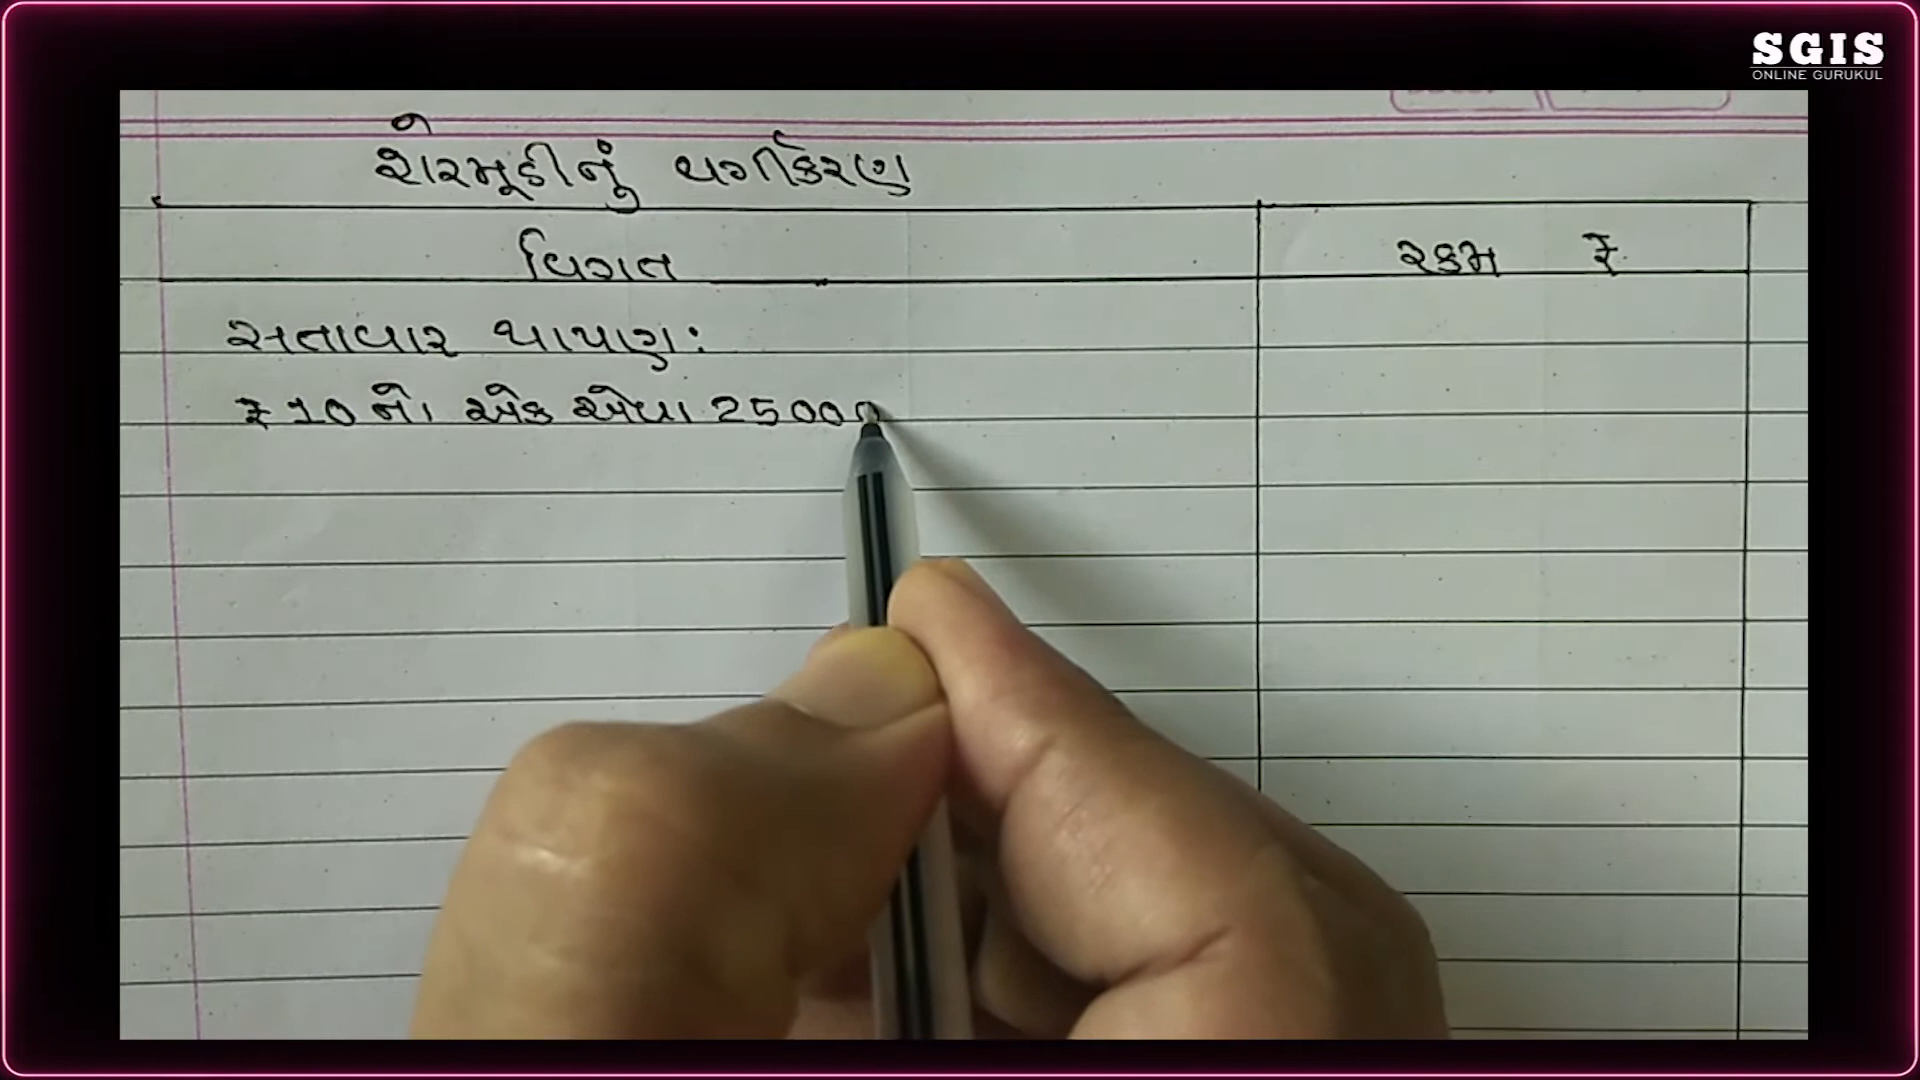 SGIS
ONLINE GURUKUL
શેરમૂડીનું વર્ગીકરણ
વિગત રકમ ₹
સતાવાર થાપણ:
₹ 10 નો એક એવા 25000